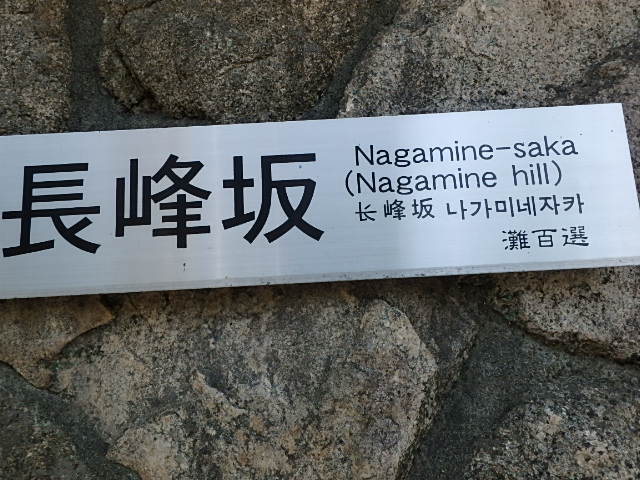 長峰坂
Nagamine-saka
(Nagamine hill)
长峰坂 나가미네자카
灘百選